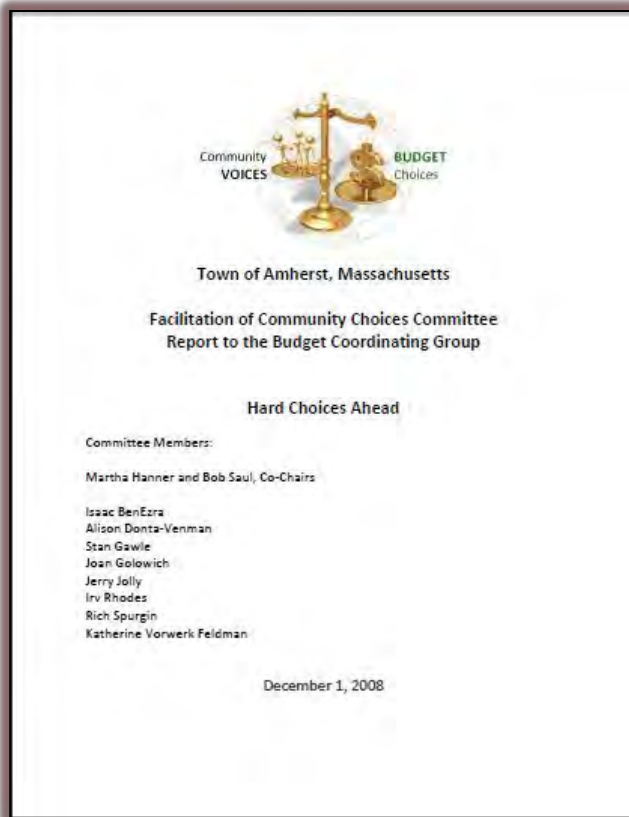 Community
VOICES
BUDGET
Choices
Town of Amherst, Massachusetts
Facilitation of Community Choices Committee
Report to the Budget Coordinating Group
Hard Choices Ahead
Committee Members:
Martha Hanner and Bob Saul, Co-Chairs
Isaac BenEzra
Alison Donta-Venman
Stan Gawle
Joan Golowich
Jerry Jolly
Irv Rhodes
Rich Spurgin
Katherine Vorwerk Feldman
December 1, 2008